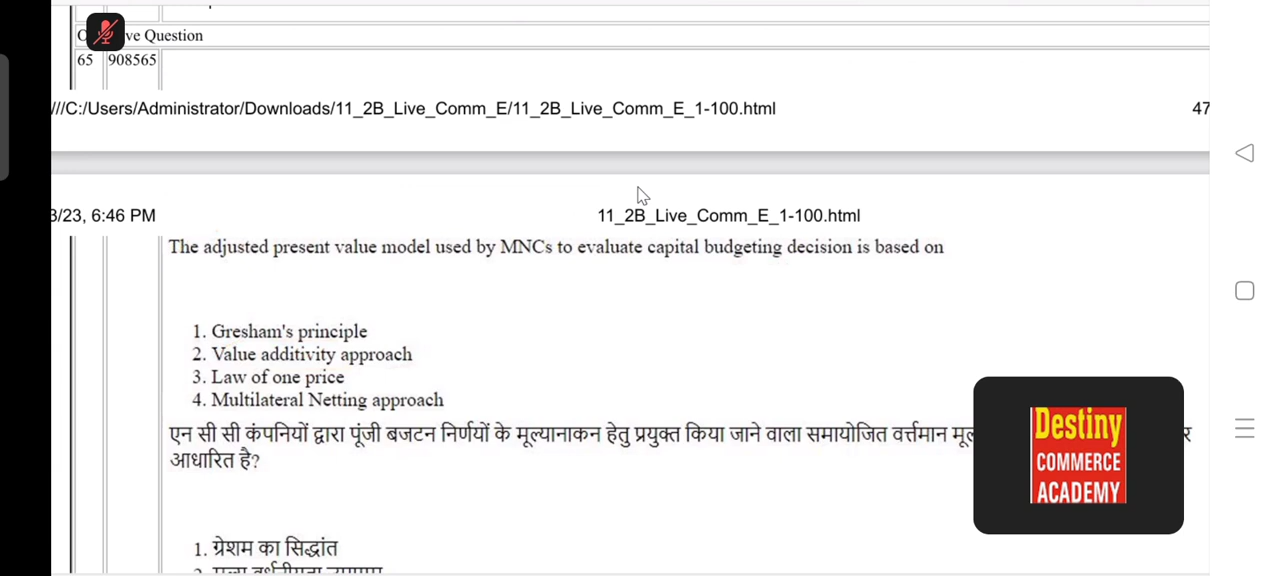 ve Question
65 908565
///C:/Users/Administrator/Downloads/11_2B_Live_Comm_E/11_2B_Live_Comm_E_1-100.html 47
3/23, 6:46 PM 11_2B_Live_Comm_E_1-100.html
The adjusted present value model used by MNCs to evaluate capital budgeting decision is based on
1. Gresham's principle
2. Value additivity approach
3. Law of one price
4. Multilateral Netting approach
एन सी सी कंपनियों द्वारा पूंजी बजटन निर्णयों के मूल्यानाकन हेतु प्रयुक्त किया जाने वाला समायोजित वर्त्तमान
आधारित है?
Destiny
COMMERCE
ACADEMY
1. ग्रेशम का सिद्धांत